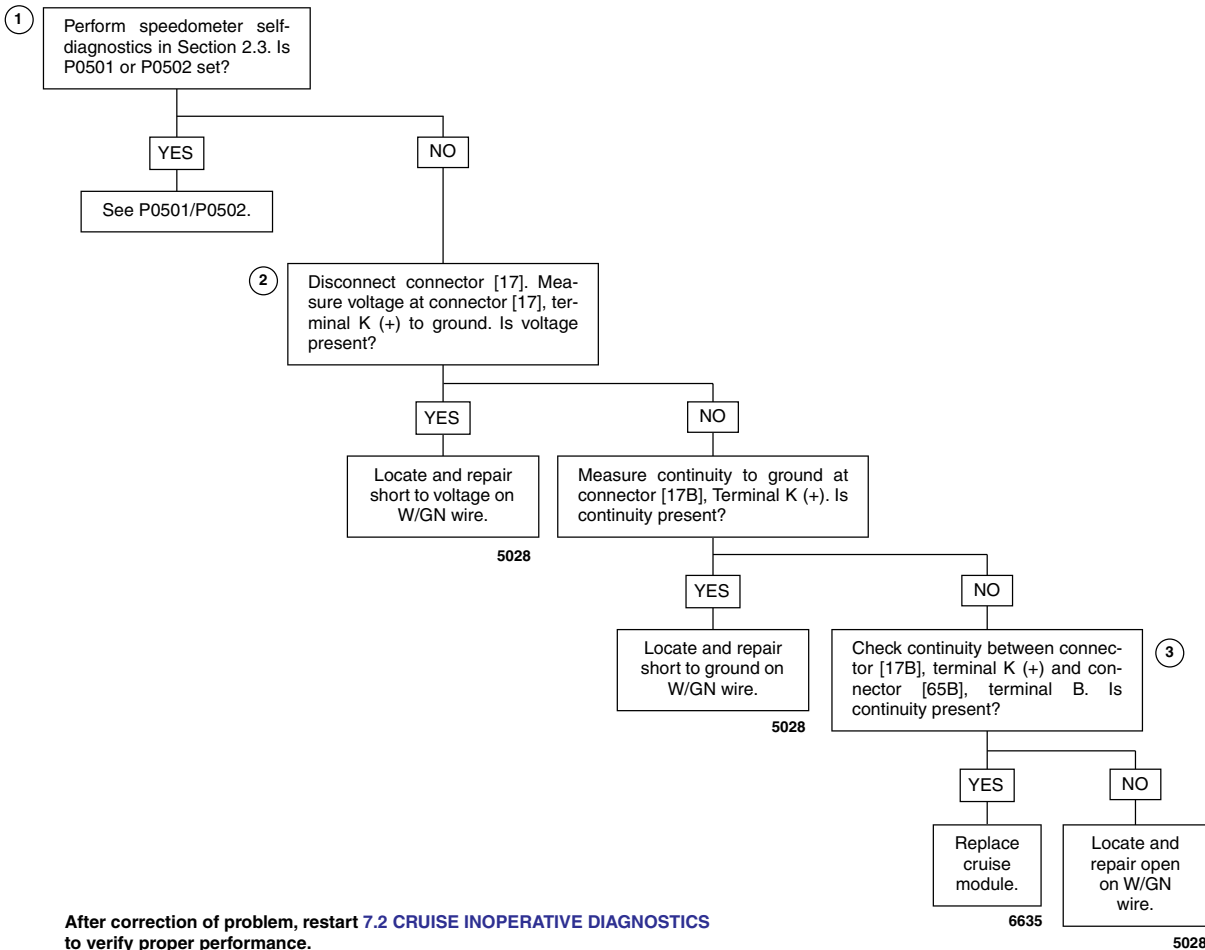 1
Perform speedometer self-
diagnostics in Section 2.3. Is
P0501 or P0502 set?
YES
NO
See P0501/P0502.
2
Disconnect connector [17]. Mea-
sure voltage at connector [17], ter-
minal K (+) to ground. Is voltage
present?
YES
NO
Locate and repair
short to voltage on
W/GN wire.
5028
Measure continuity to ground at
connector [17B], Terminal K (+). Is
continuity present?
YES
NO
Locate and repair
short to ground on
W/GN wire.
5028
Check continuity between connec-
tor [17B], terminal K (+) and con-
nector [65B], terminal B. Is
continuity present?
3
YES
NO
Replace
cruise
module.
6635
Locate and
repair open
on W/GN
wire.
5028
After correction of problem, restart 7.2 CRUISE INOPERATIVE DIAGNOSTICS
to verify proper performance.